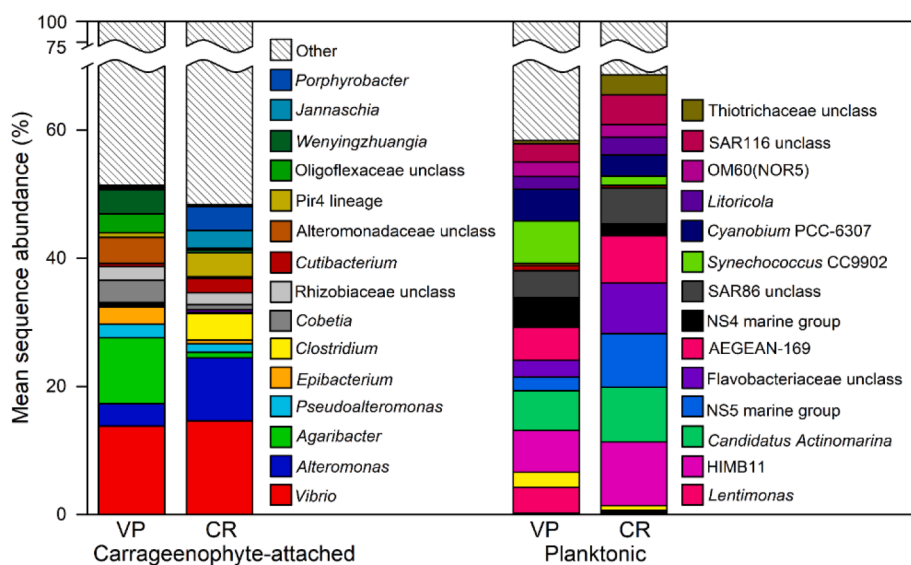 Mean sequence abundance (%)
100
75
60
40
20
0
Other
Porphyrobacter
Jannaschia
Wenyingzhuangia
Oligoflexaceae unclass
Pir4 lineage
Alteromonadaceae unclass
Cutibacterium
Rhizobiaceae unclass
Cobetia
Clostridium
Epibacterium
Pseudoalteromonas
Agaribacter
Alteromonas
Vibrio
Thiotrichaceae unclass
SAR116 unclass
OM60(NOR5)
Litoricola
Cyanobium PCC-6307
Synechococcus CC9902
SAR86 unclass
NS4 marine group
AEGEAN-169
Flavobacteriaceae unclass
NS5 marine group
Candidatus Actinomarina
HIMB11
Lentimonas
VP CR VP CR
Carrageenophyte-attached Planktonic